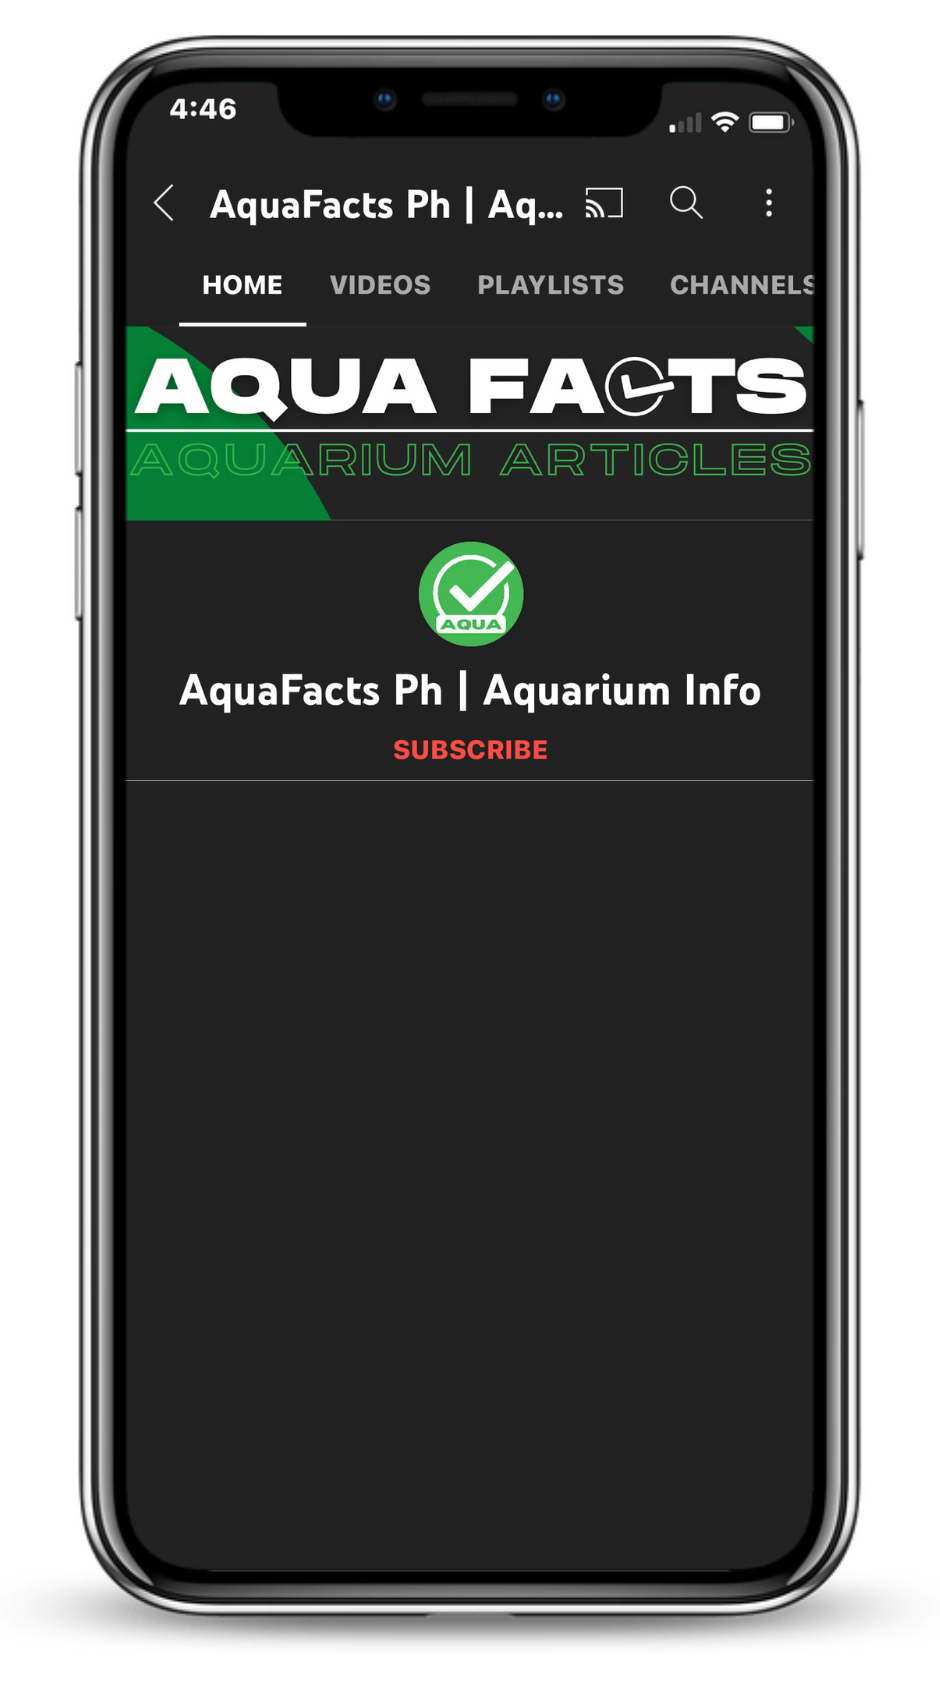 4:46
AquaFacts Ph | Aq...
HOME VIDEOS PLAYLISTS CHANNELS
AQUA FACTS
AQUARIUM ARTICLES
AQUA
AquaFacts Ph | Aquarium Info
SUBSCRIBE